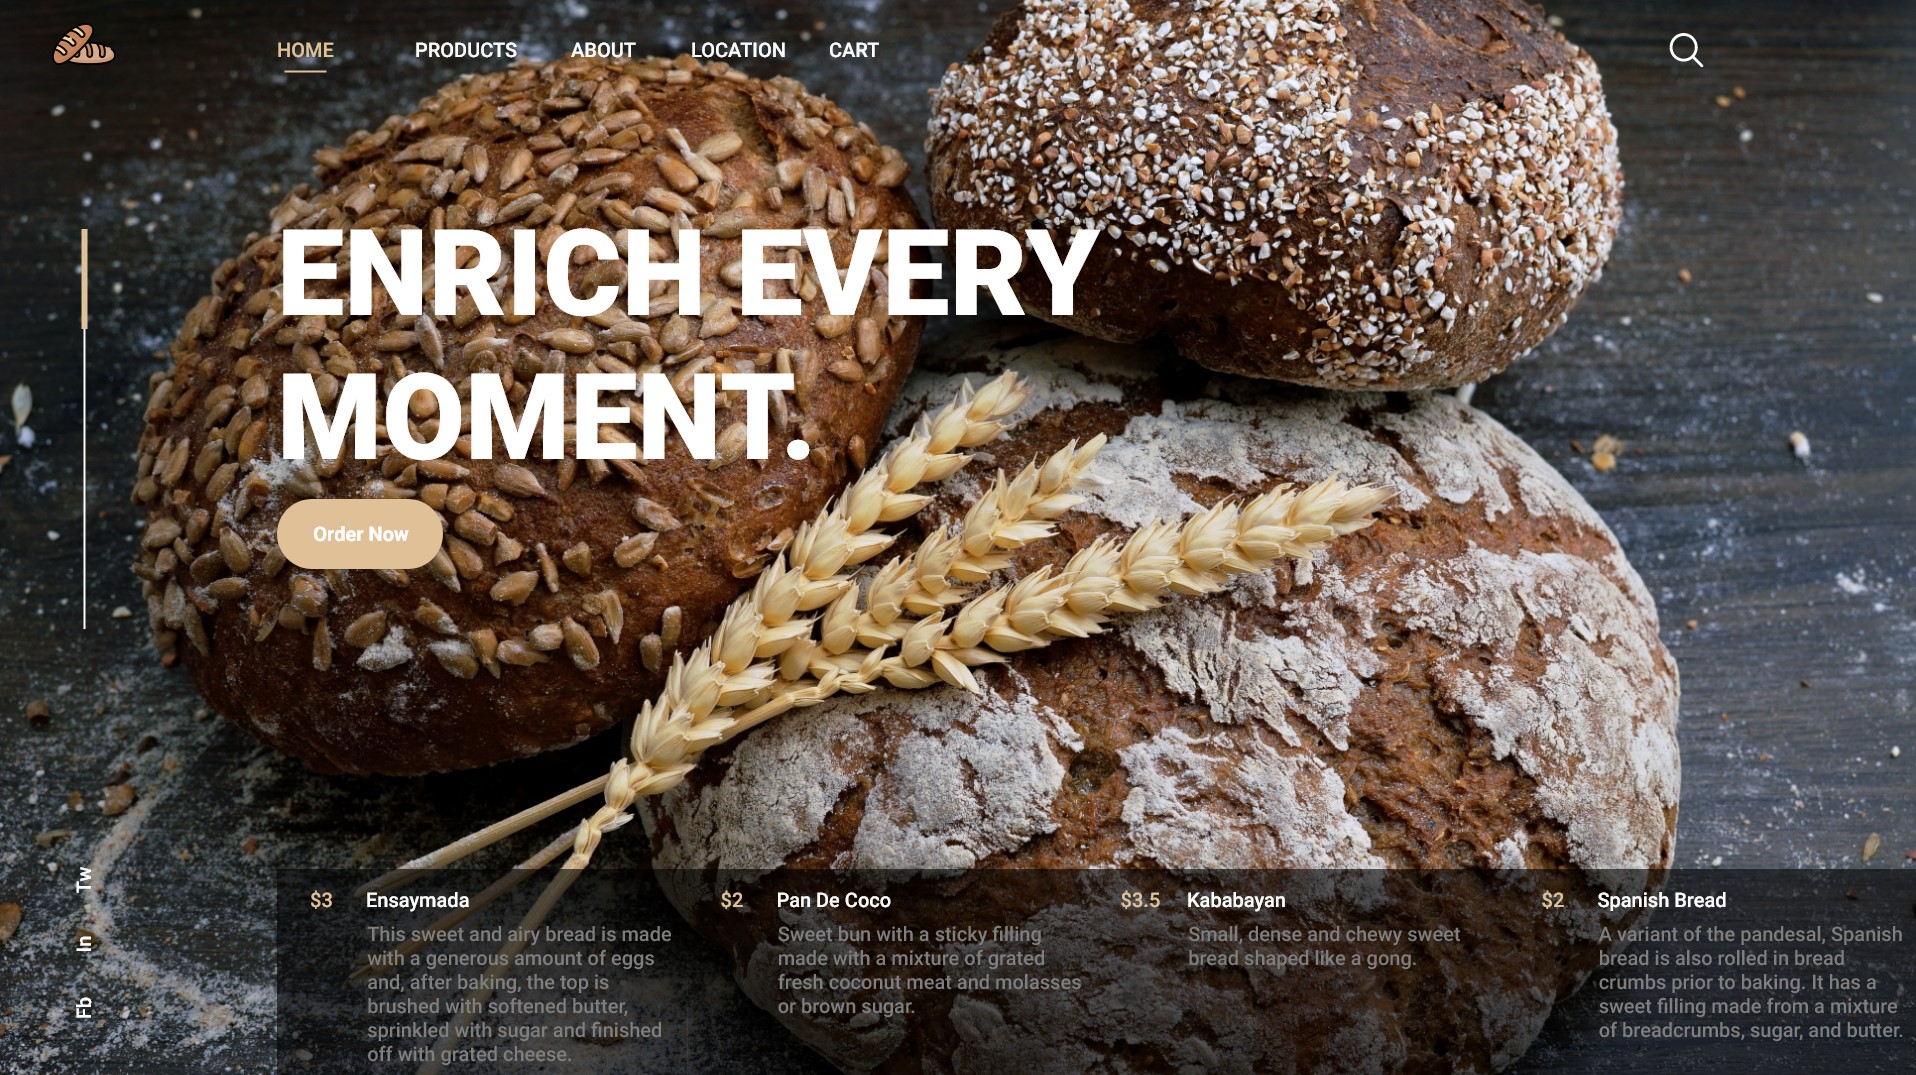 HOME
PRODUCTS
ABOUT
LOCATION
CART
ENRICH EVERY
MOMENT.
Order Now
Tw
In
Fb
$3
Ensaymada
This sweet and airy bread is made
with a generous amount of eggs
and, after baking, the top is
brushed with softened butter,
sprinkled with sugar and finished
off with grated cheese.
$2
Pan De Coco
Sweet bun with a sticky filling
made with a mixture of grated
fresh coconut meat and molasses
or brown sugar.
$3.5
Kababayan
Small, dense and chewy sweet
bread shaped like a gong.
$2
Spanish Bread
A variant of the pandesal, Spanish
bread is also rolled in bread
crumbs prior to baking. It has a
sweet filling made from a mixture
of breadcrumbs, sugar, and butter.